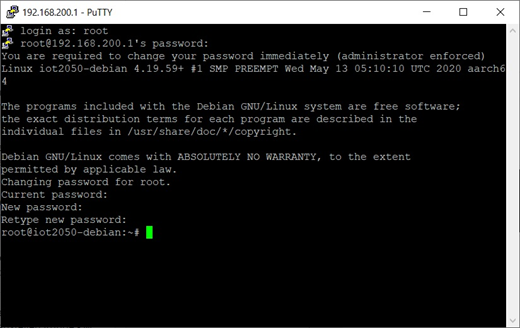 192.168.200.1 - PuTTY
login as: root
root@192.168.200.1's password:
You are required to change your password immediately (administrator enforced)
Linux iot2050-debian 4.19.59+ #1 SMP PREEMPT Wed May 13 05:10:10 UTC 2020 aarch6
4
The programs included with the Debian GNU/Linux system are free software;
the exact distribution terms for each program are described in the
individual files in /usr/share/doc/*/copyright.
Debian GNU/Linux comes with ABSOLUTELY NO WARRANTY, to the extent
permitted by applicable law.
Changing password for root.
Current password:
New password:
Retype new password:
root@iot2050-debian:~#